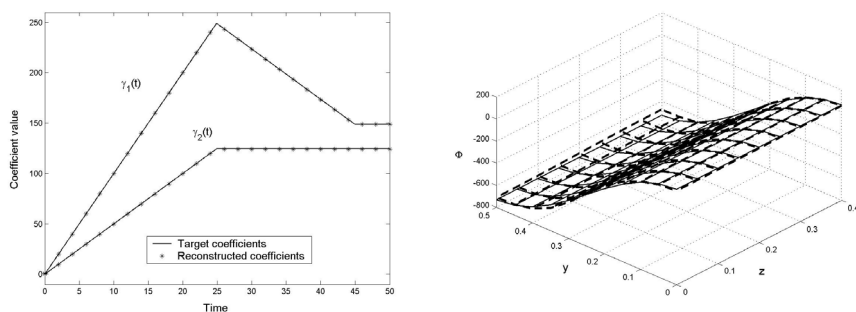 250
200
150
100
50
0
Coefficient value
γ1(t)
γ2(t)
Target coefficients
Reconstructed coefficients
0 5 10 15 20 25 30 35 40 45 50
Time
200
0
-200
-400
-600
-800
Φ
0.5
0.4
0.3
0.2
0.1
0
y
0
0.1
0.2
0.3
0.4
z